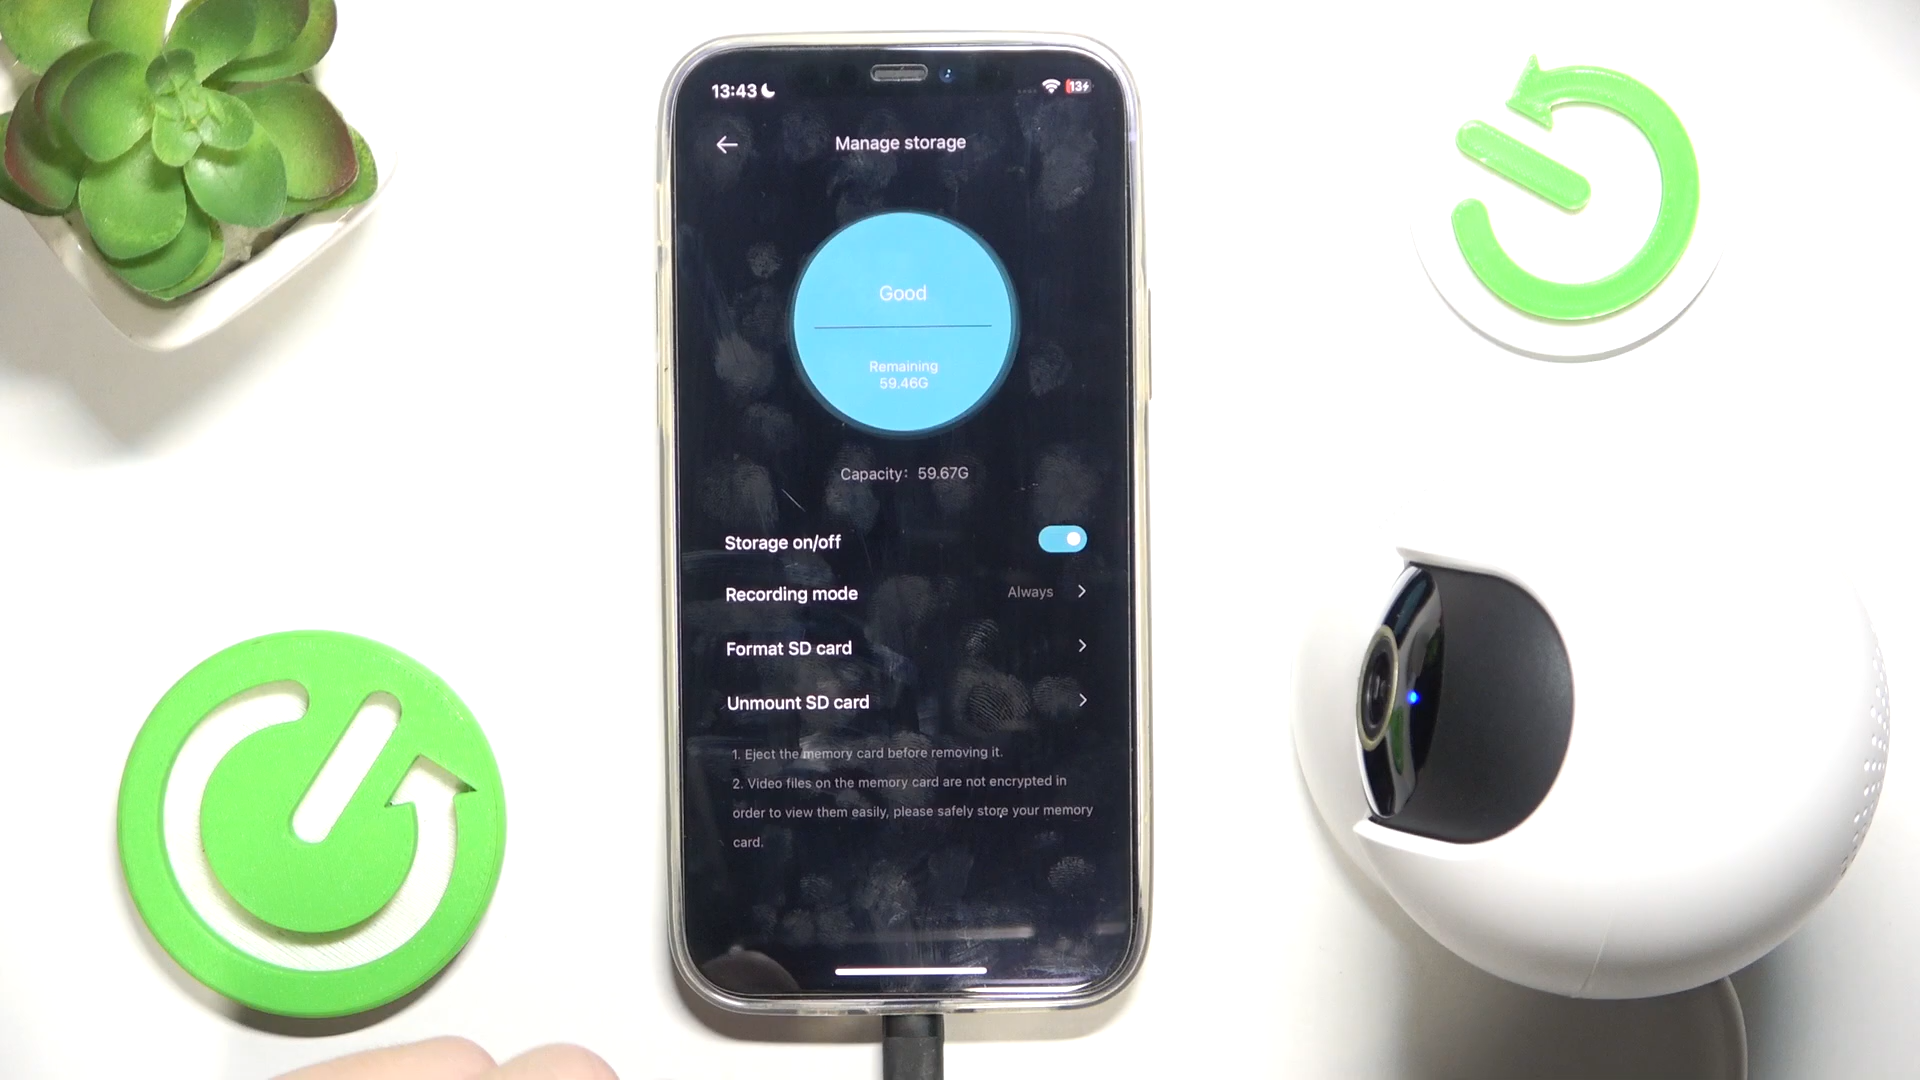 13:43
13
Manage storage
Good
Remaining
59.46G
Capacity: 59.67G
Storage on/off
Recording mode Always
Format SD card
Unmount SD card
1. Eject the memory card before removing it.
2. Video files on the memory card are not encrypted in
order to view them easily, please safely store your memory
card.